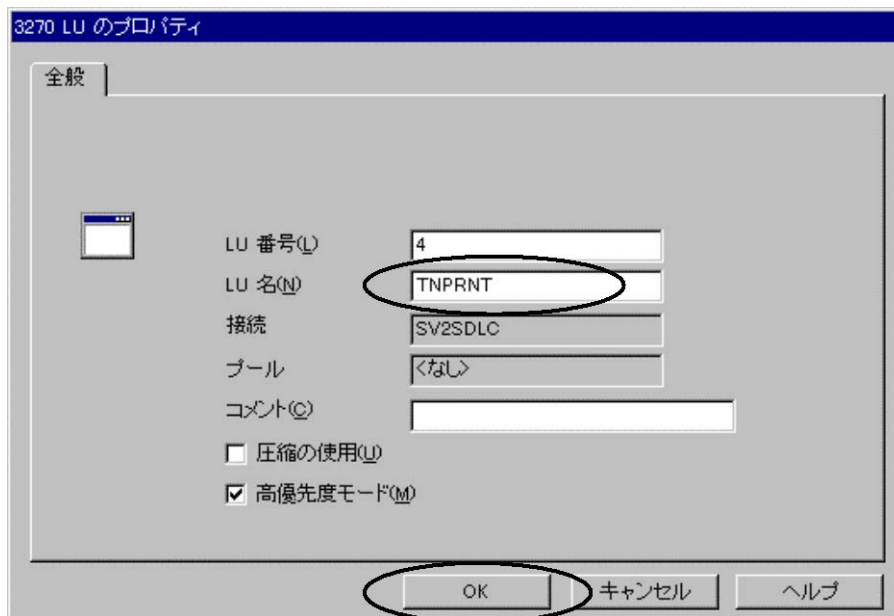 3270 LU のプロパティ
全般
LU 番号(L) 4
LU 名(N) TNPRNT
接続 SV2SDLC
プール <なし>
コメント(C)
圧縮の使用(U)
高優先度モード(M)
OK キャンセル ヘルプ